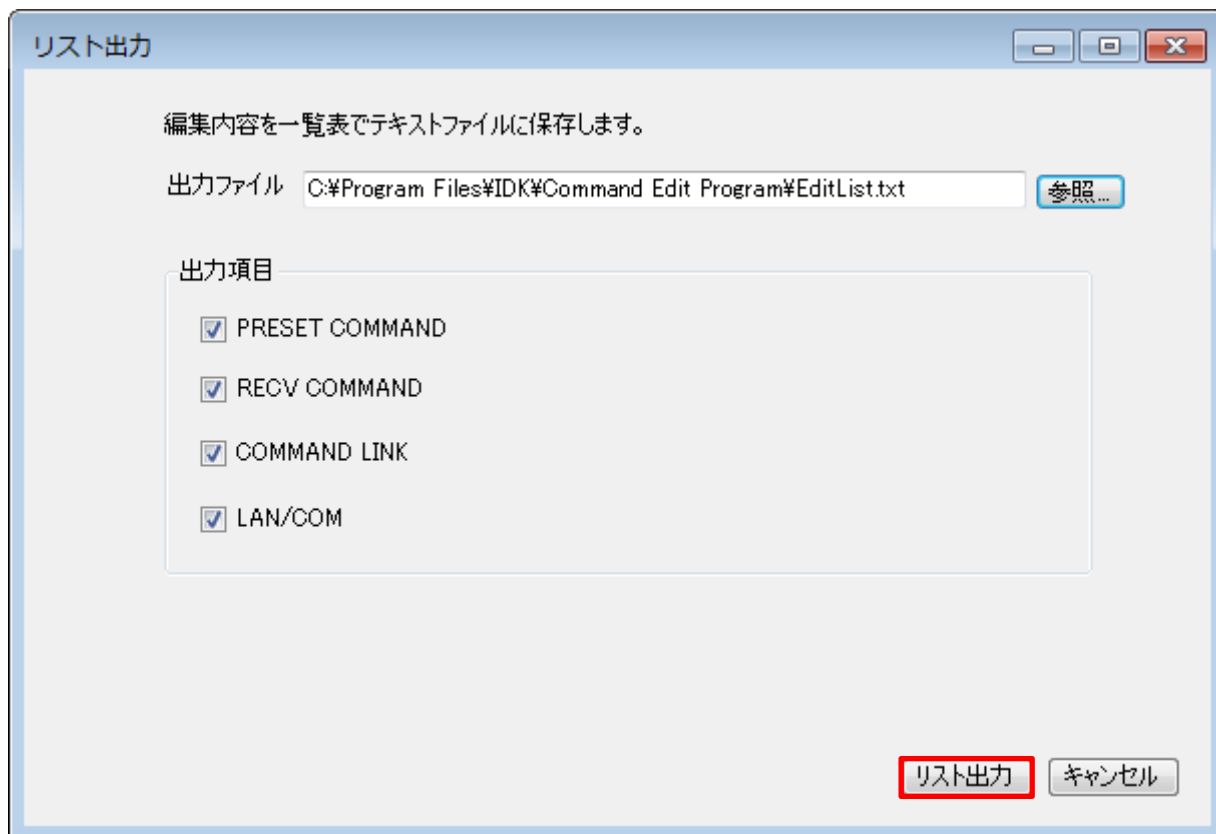 リスト出力
編集内容を一覧表でテキストファイルに保存します。
出力ファイル C:¥Program Files¥IDK¥Command Edit Program¥EditList.txt 参照...
出力項目
PRESET COMMAND
RECV COMMAND
COMMAND LINK
LAN/COM
リスト出力 キャンセル